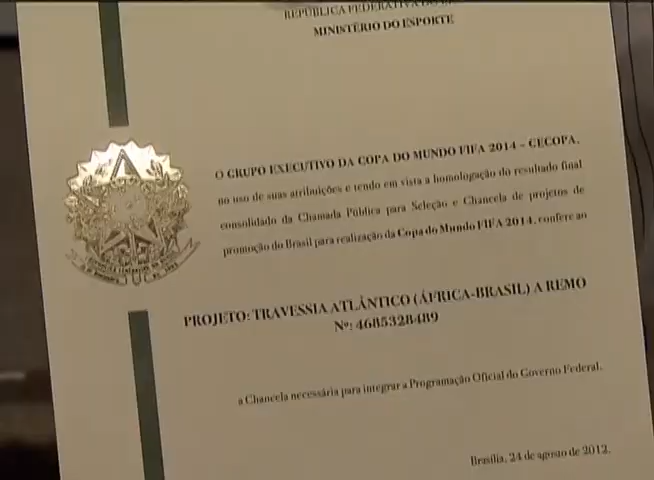 REPÚBLICA FEDERATIVA DO
MINISTÉRIO DO ESPORTE
O GRUPO EXECUTIVO DA COPA DO MUNDO FIFA 2014 – CECOPA,
no uso de suas atribuições e tendo em vista a homologação do resultado final
consolidado da Chamada Pública para Seleção e Chancela de projetos de
promoção do Brasil para realização da Copa do Mundo FIFA 2014, confere ao
PROJETO: TRAVESSIA ATLÂNTICO (ÁFRICA-BRASIL) A REMO
Nº: 4685328489
a Chancela necessária para integrar a Programação Oficial do Governo Federal.
Brasília, 24 de agosto de 2012.